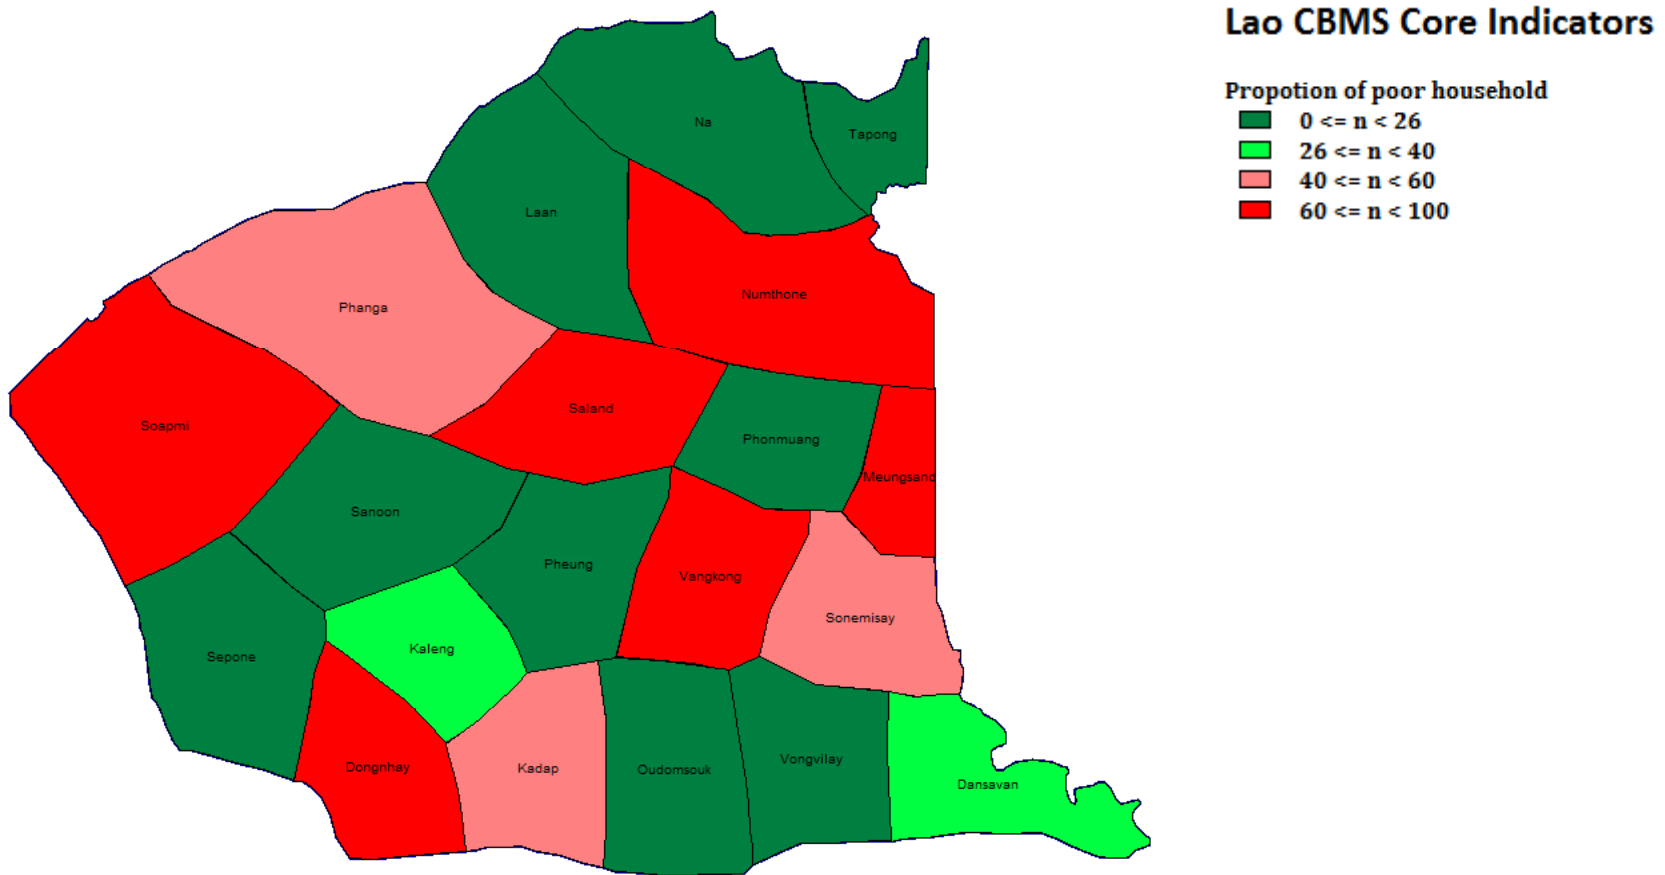 Lao CBMS Core Indicators
Propotion of poor household
0 <= n < 26
26 <= n < 40
40 <= n < 60
60 <= n < 100
Na
Tapong
Laan
Numthone
Phanga
Saland
Soapmi
Phonmuang
Meungsand
Sanoon
Pheung
Vangkong
Sonemisay
Kaleng
Sepone
Vongvilay
Dongnhay
Kadap
Oudomsouk
Dansavan